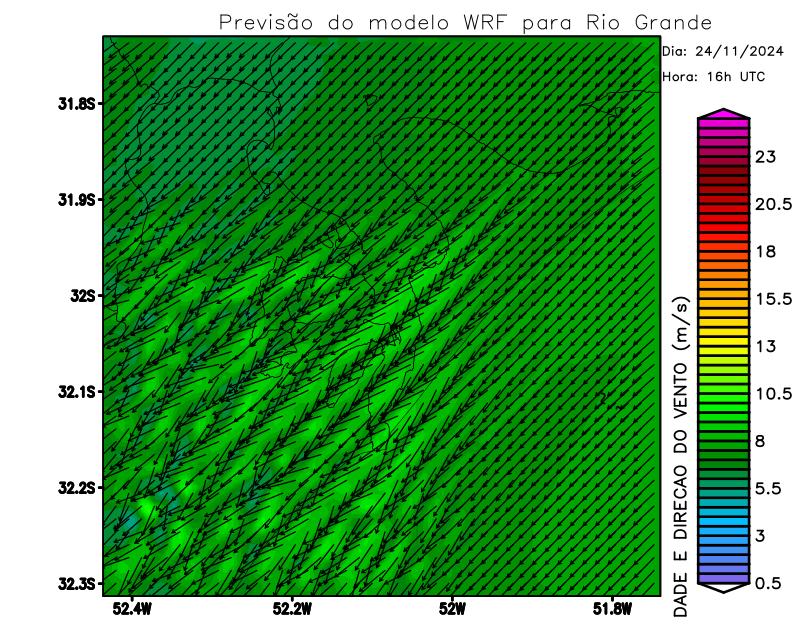 Previsão do modelo WRF para Rio Grande
Dia: 24/11/2024
Hora: 16h UTC
31.8S
31.9S
32S
32.1S
32.2S
32.3S
52.4W
52.2W
52W
51.8W
DADE E DIRECAO DO VENTO (m/s)
23
20.5
18
15.5
13
10.5
8
5.5
3
0.5